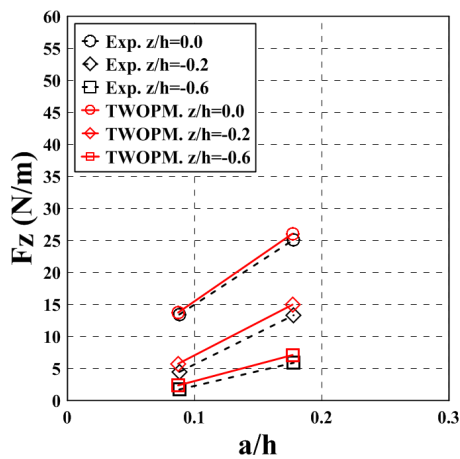 60
55
50
45
40
35
30
25
20
15
10
5
0
Fz (N/m)
Exp. z/h=0.0
Exp. z/h=-0.2
Exp. z/h=-0.6
TWOPM. z/h=0.0
TWOPM. z/h=-0.2
TWOPM. z/h=-0.6
0 0.1 0.2 0.3
a/h